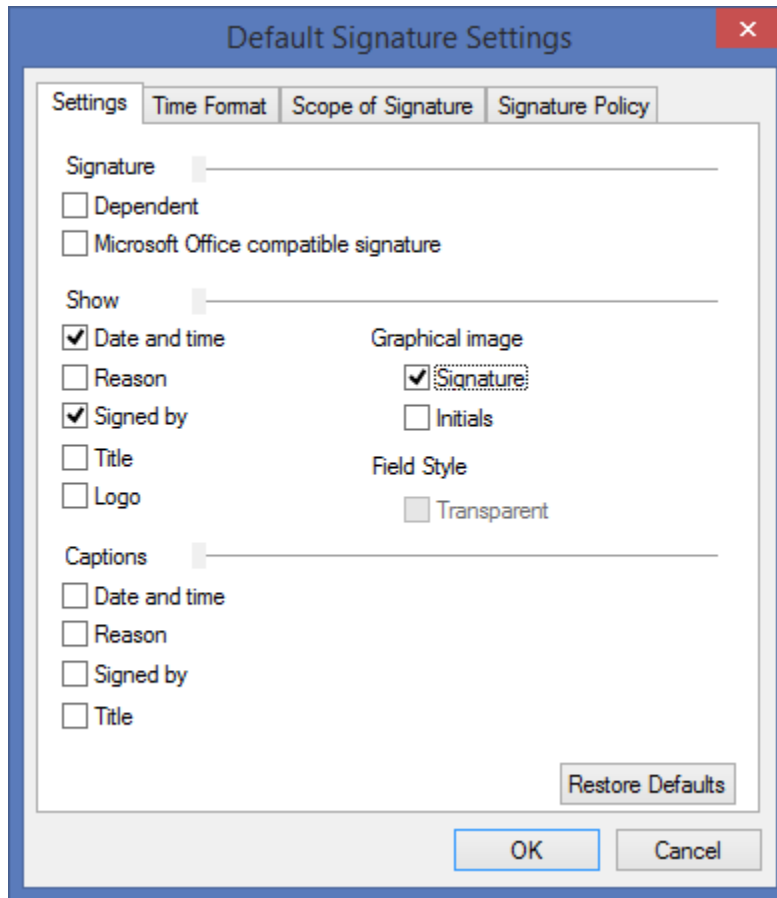 Default Signature Settings
Settings Time Format Scope of Signature Signature Policy
Signature
Dependent
Microsoft Office compatible signature
Show
Date and time
Reason
Signed by
Title
Logo
Graphical image
Signature
Initials
Field Style
Transparent
Captions
Date and time
Reason
Signed by
Title
Restore Defaults
OK Cancel